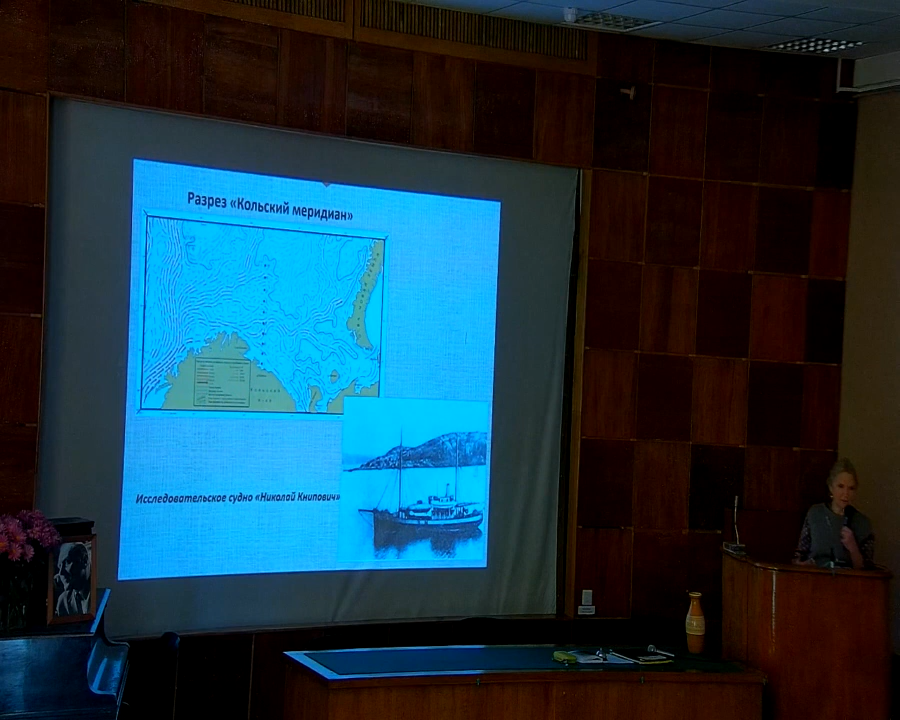 Разрез «Кольский меридиан»
Исследовательское судно «Николай Книпович»